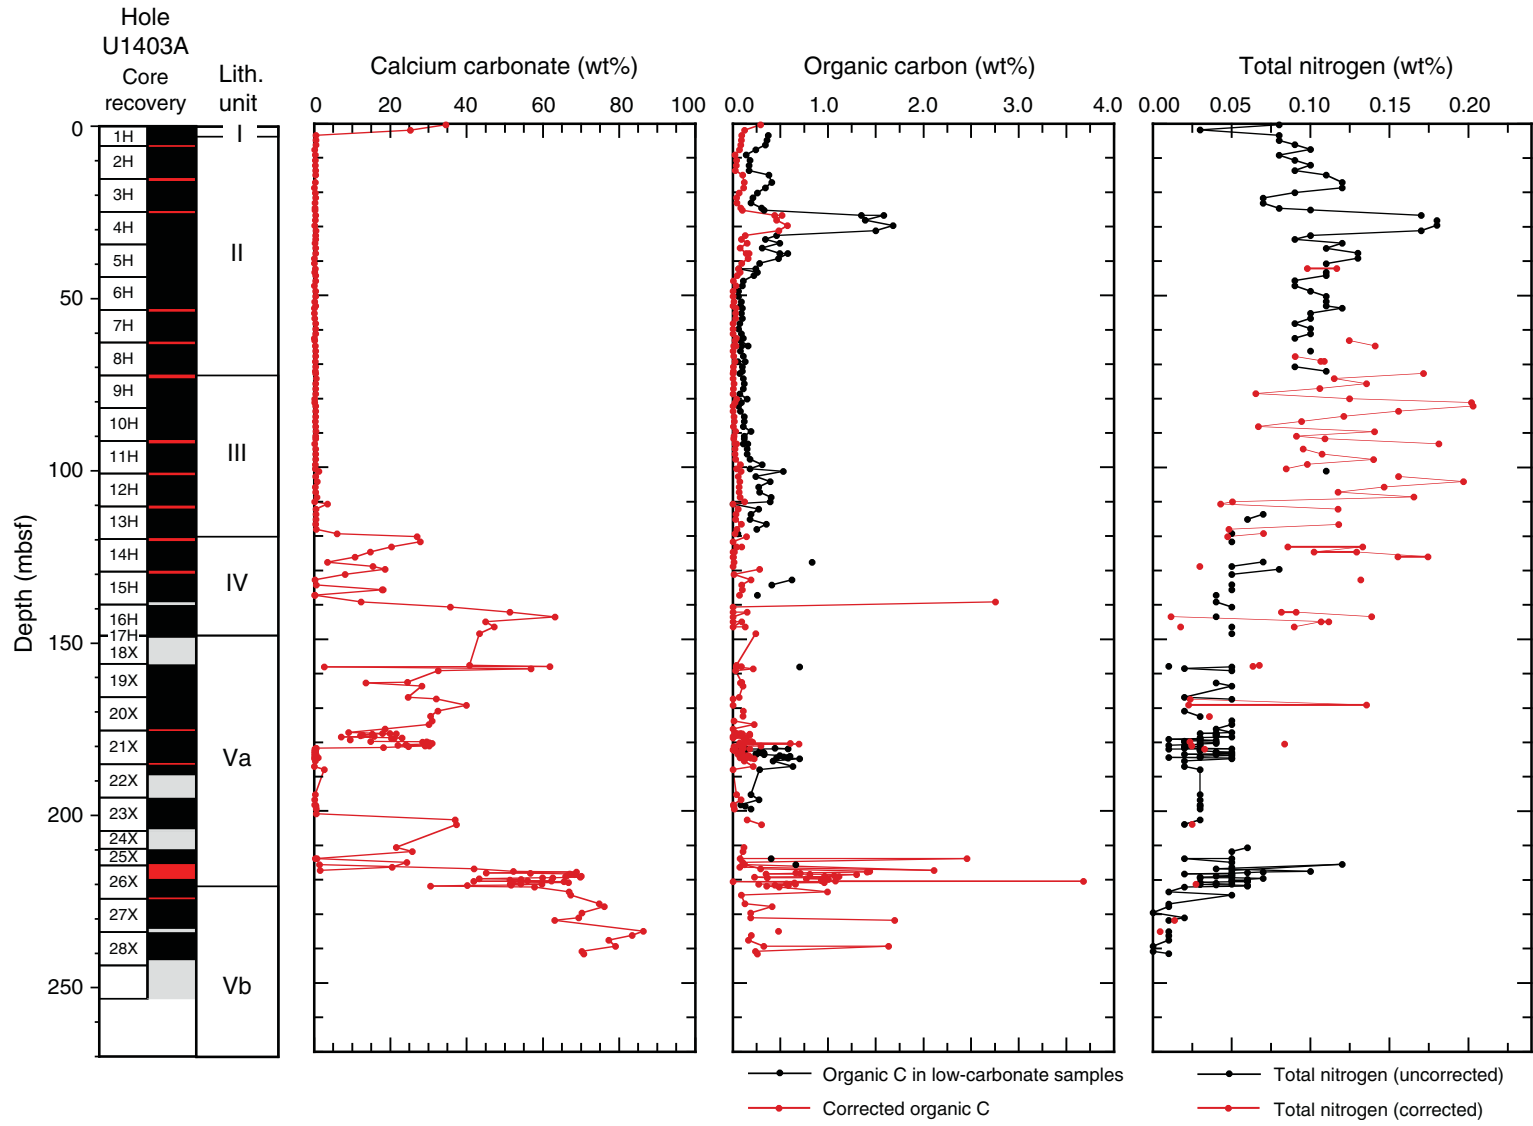 Hole
U1403A
Core
recovery
Lith.
unit
Calcium carbonate (wt%)
Organic carbon (wt%)
Total nitrogen (wt%)
0 20 40 60 80 100
0.0 1.0 2.0 3.0 4.0
0.00 0.05 0.10 0.15 0.20
Depth (mbsf)
0
50
100
150
200
250
1H
2H
3H
4H
5H
6H
7H
8H
9H
10H
11H
12H
13H
14H
15H
16H
17H
18X
19X
20X
21X
22X
23X
24X
25X
26X
27X
28X
I
II
III
IV
Va
Vb
Organic C in low-carbonate samples
Corrected organic C
Total nitrogen (uncorrected)
Total nitrogen (corrected)